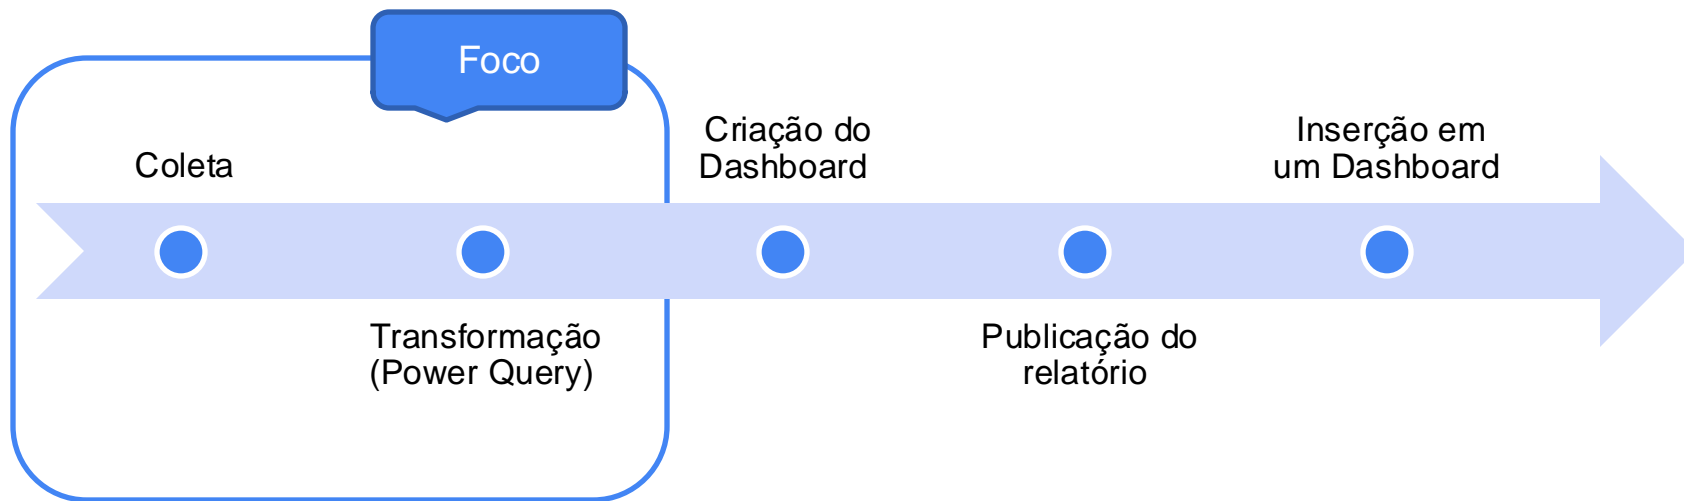 Foco
Coleta
Transformação
(Power Query)
Criação do
Dashboard
Publicação do
relatório
Inserção em
um Dashboard